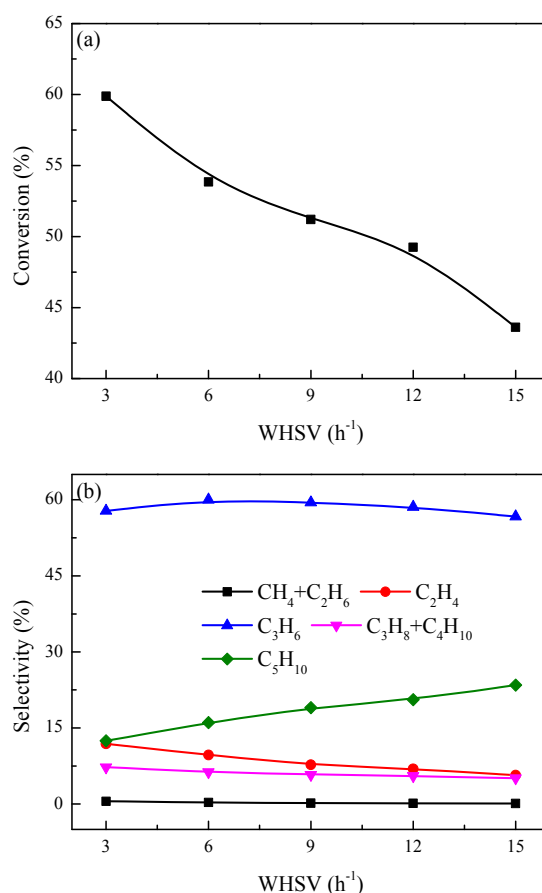 65
(a)
60
55
50
45
40
Conversion (%)
3 6 9 12 15
WHSV (h⁻¹)
(b)
60
45
30
15
0
Selectivity (%)
CH₄+C₂H₆ C₂H₄
C₃H₆ C₃H₈+C₄H₁₀
C₅H₁₀
3 6 9 12 15
WHSV (h⁻¹)